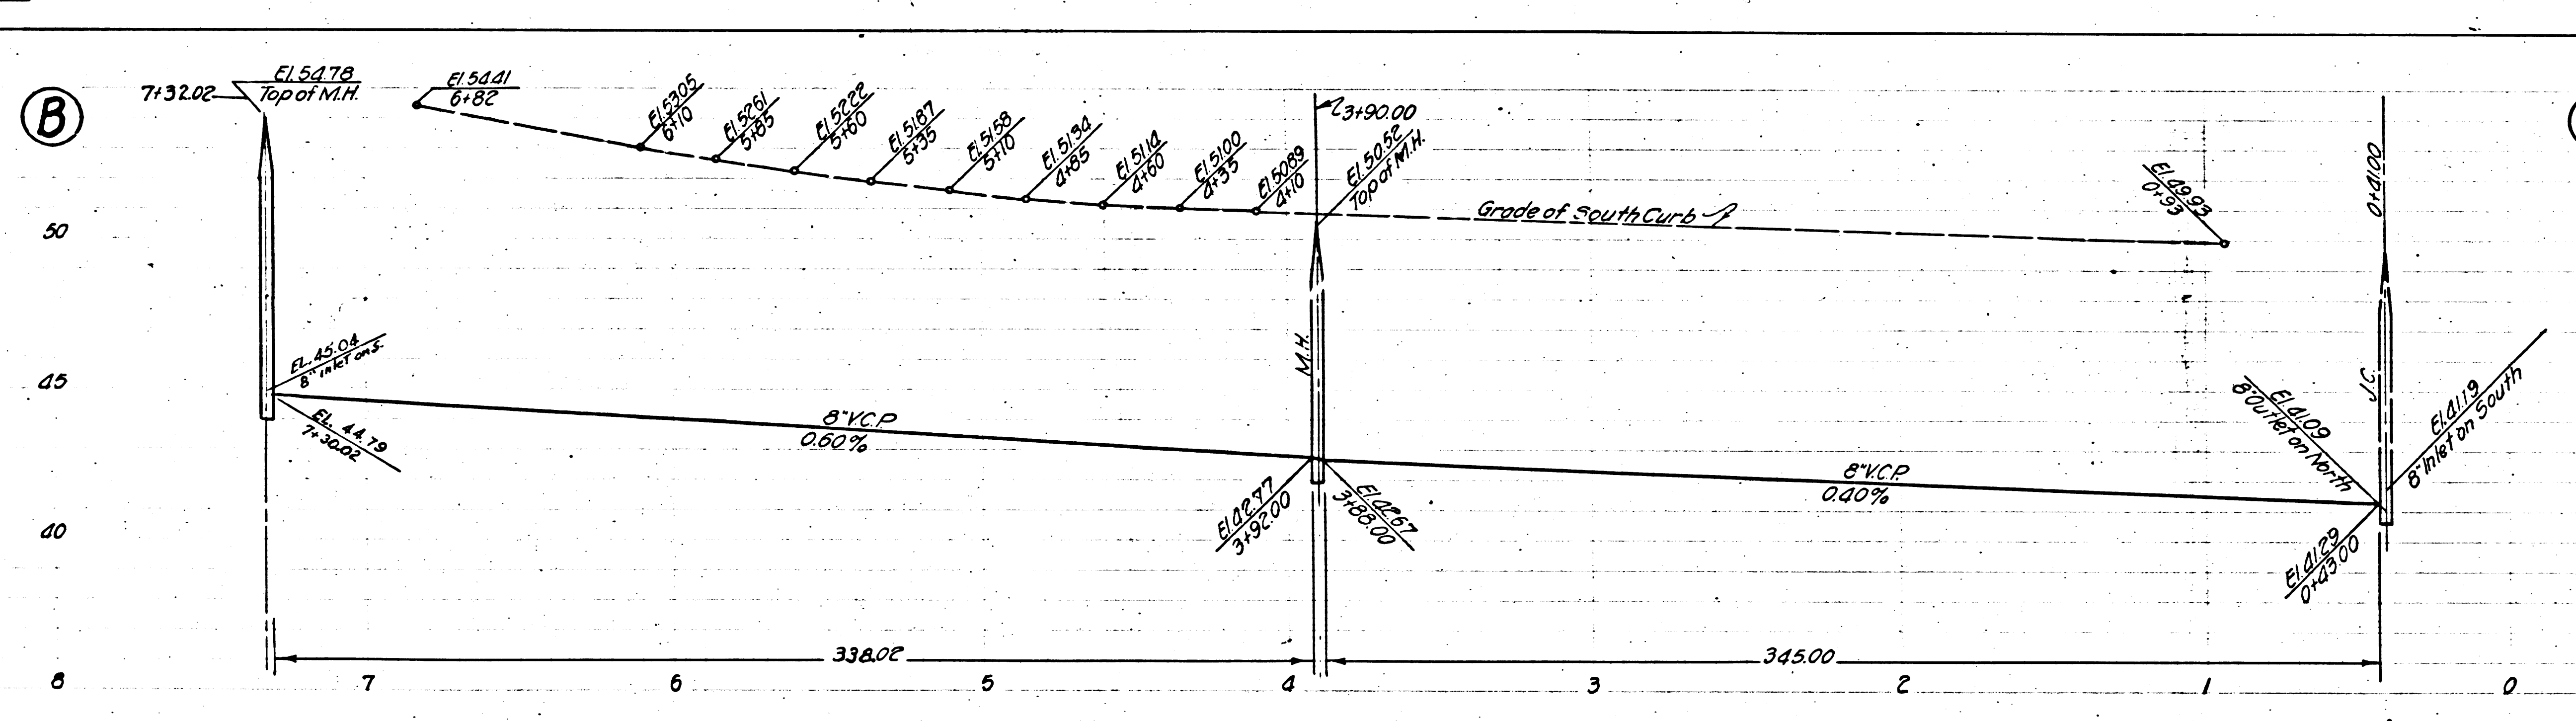 B
7+32.02
El. 54.78
Top of M.H.
El. 54.41
6+82
El. 53.05
6+10
El. 52.61
5+85
El. 52.22
5+60
El. 51.87
5+35
El. 51.58
5+10
El. 51.34
4+85
El. 51.14
4+60
El. 51.00
4+35
El. 50.89
4+10
3+90.00
El. 50.52
Top of M.H.
Grade of South Curb
El. 49.93
0+93
0+41.00
50
45
40
EL. 45.04
8" Inlet on S.
EL. 44.79
7+30.02
8" V.C.P.
0.60%
M.H.
El. 42.77
3+92.00
El. 42.67
3+88.00
8" V.C.P.
0.40%
J.C.
El. 41.09
8" Outlet on North
El. 41.19
8" Inlet on South
El. 41.29
0+43.00
338.02
345.00
8 7 6 5 4 3 2 1 0